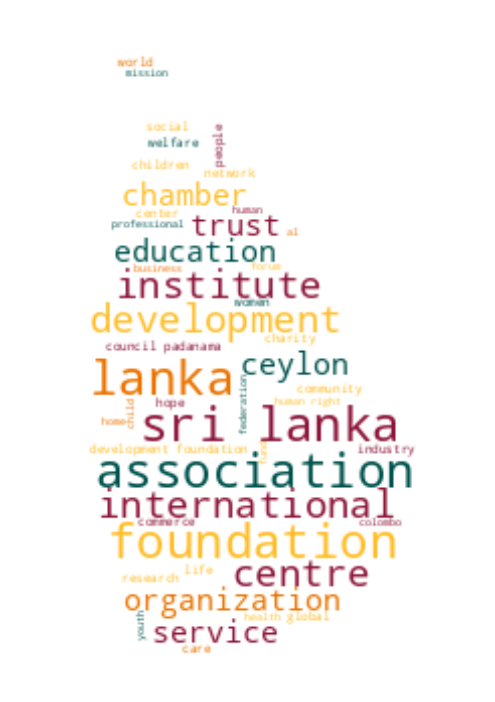 world
mission
social
people
welfare
children
network
chamber
human
center
professional
trust
al
education
business
forum
institute
women
development
charity
council padanama
ceylon
lanka
federation
community
hope
human right
child
home
sri lanka
development foundation
fund
industry
association
international
commerce
colombo
foundation
life
centre
research
organization
youth
health
global
service
care